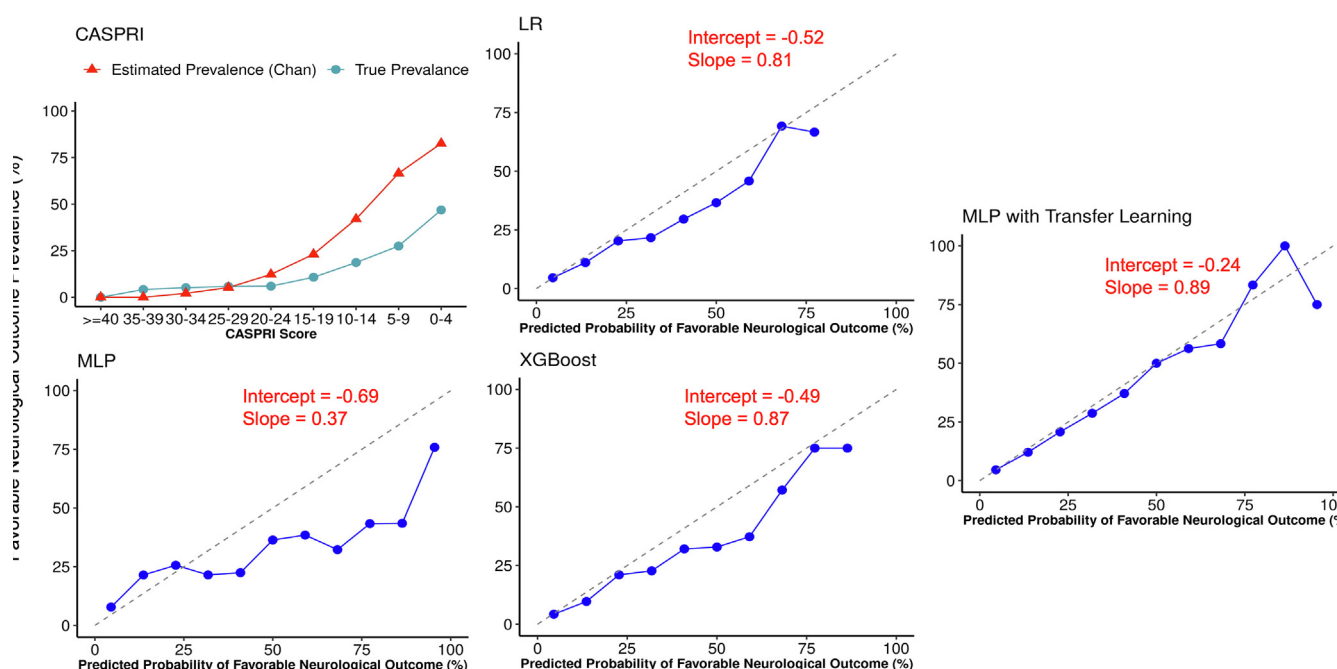 CASPRI
Estimated Prevalence (Chan) True Prevalance
Favorable Neurological Outcome Prevalence (%)
100
75
50
25
0
>=40 35-39 30-34 25-29 20-24 15-19 10-14 5-9 0-4
CASPRI Score
LR
Intercept = -0.52
Slope = 0.81
100
75
50
25
0
0 25 50 75 100
Predicted Probability of Favorable Neurological Outcome (%)
MLP with Transfer Learning
Intercept = -0.24
Slope = 0.89
100
75
50
25
0
0 25 50 75 100
Predicted Probability of Favorable Neurological Outcome (%
MLP
Intercept = -0.69
Slope = 0.37
100
75
50
25
0
0 25 50 75 100
Predicted Probability of Favorable Neurological Outcome (%)
XGBoost
Intercept = -0.49
Slope = 0.87
100
75
50
25
0
0 25 50 75 100
Predicted Probability of Favorable Neurological Outcome (%)